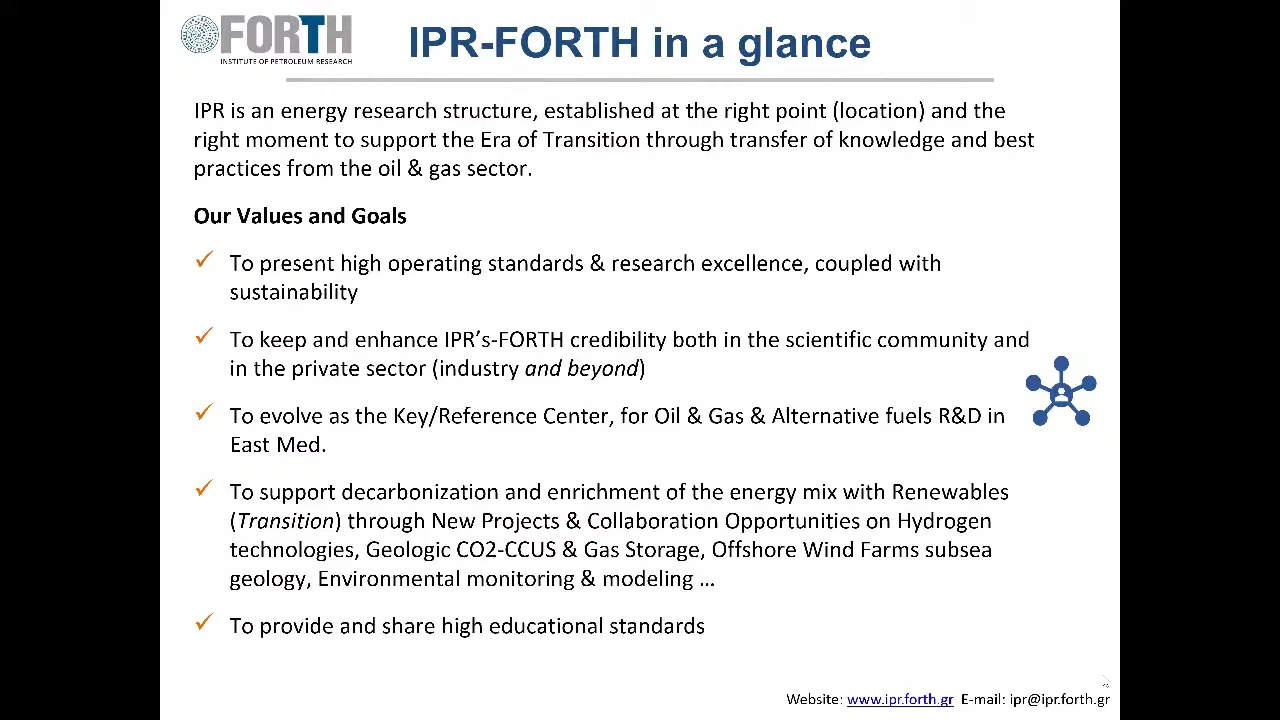 FORTH
INSTITUTE OF PETROLEUM RESEARCH
IPR-FORTH in a glance
IPR is an energy research structure, established at the right point (location) and the
right moment to support the Era of Transition through transfer of knowledge and best
practices from the oil & gas sector.
Our Values and Goals
✓ To present high operating standards & research excellence, coupled with
sustainability
✓ To keep and enhance IPR’s-FORTH credibility both in the scientific community and
in the private sector (industry and beyond)
✓ To evolve as the Key/Reference Center, for Oil & Gas & Alternative fuels R&D in
East Med.
✓ To support decarbonization and enrichment of the energy mix with Renewables
(Transition) through New Projects & Collaboration Opportunities on Hydrogen
technologies, Geologic CO2-CCUS & Gas Storage, Offshore Wind Farms subsea
geology, Environmental monitoring & modeling …
✓ To provide and share high educational standards
Website: www.ipr.forth.gr E-mail: ipr@ipr.forth.gr